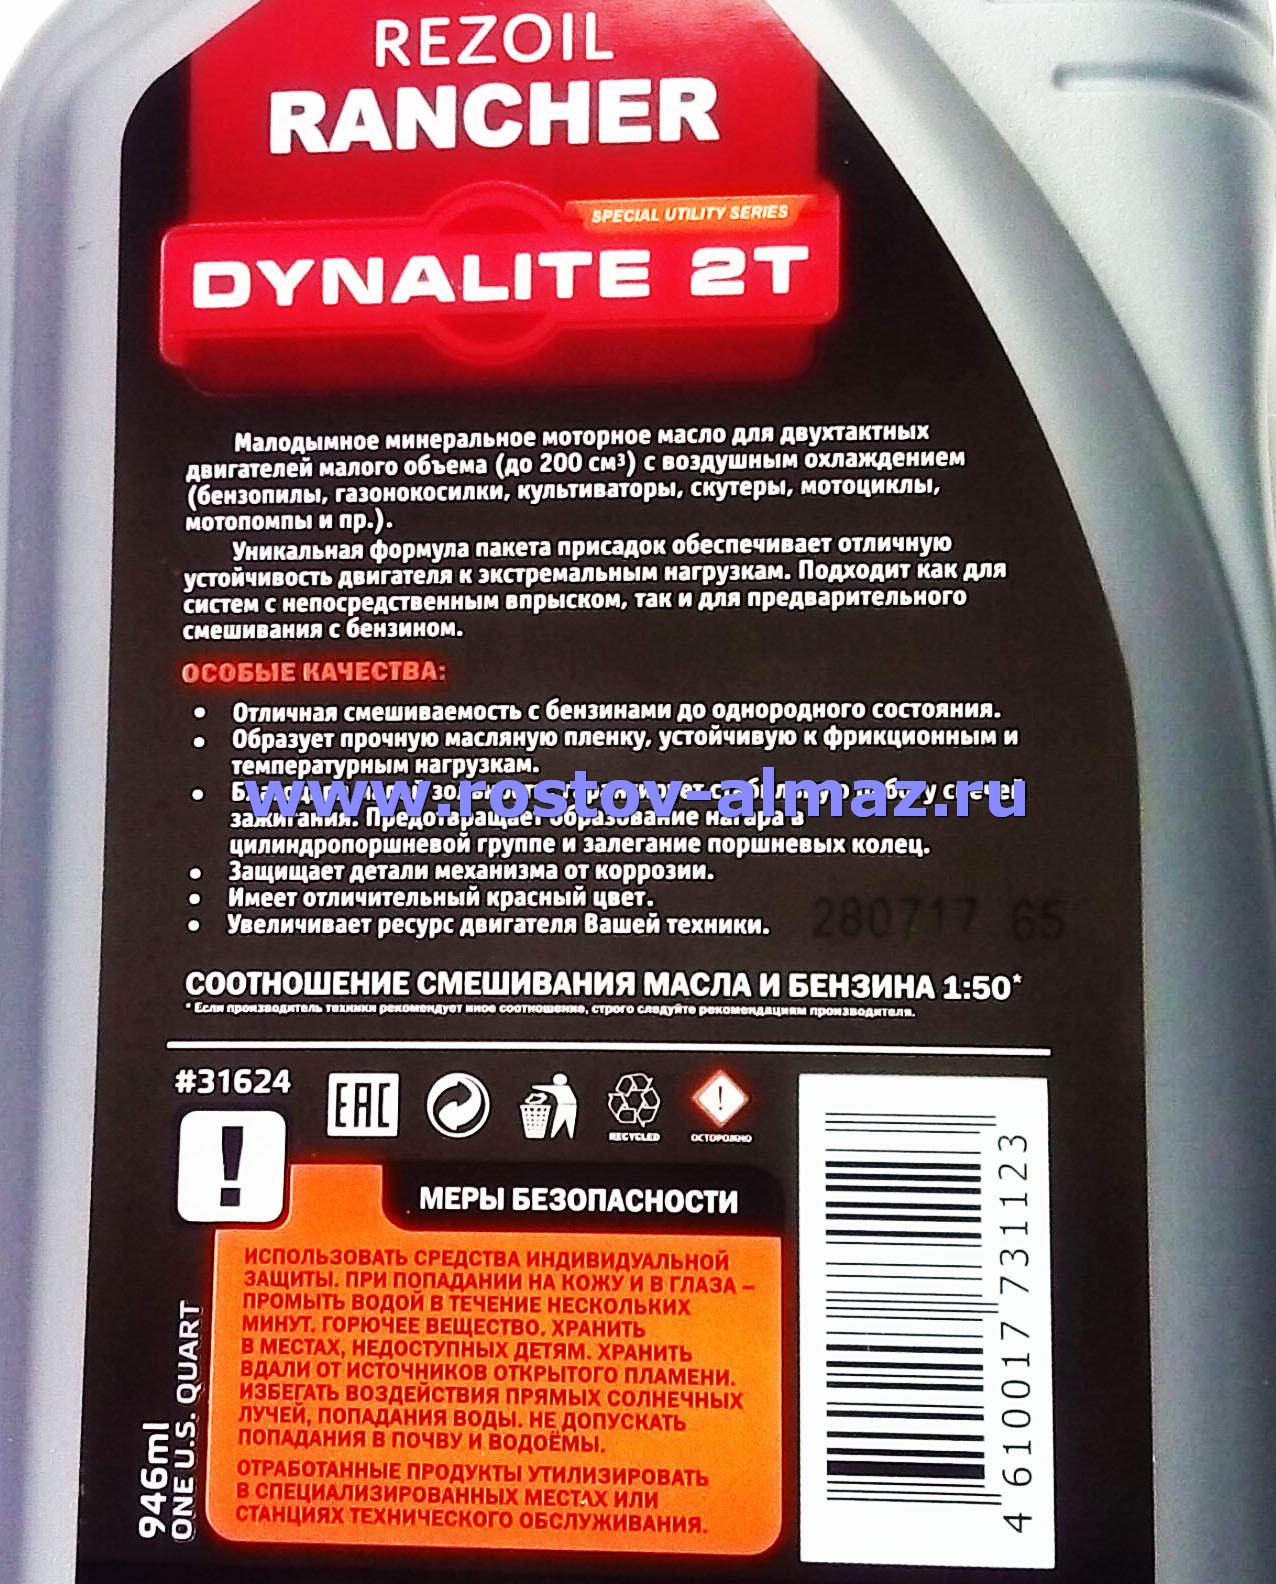 REZOIL
RANCHER
SPECIAL UTILITY SERIES
DYNALITE 2T
Малодымное минеральное моторное масло для двухтактных
двигателей малого объема (до 200 см³) с воздушным охлаждением
(бензопилы, газонокосилки, культиваторы, скутеры, мотоциклы,
мотопомпы и пр.).
Уникальная формула пакета присадок обеспечивает отличную
устойчивость двигателя к экстремальным нагрузкам. Подходит как для
систем с непосредственным впрыском, так и для предварительного
смешивания с бензином.
ОСОБЫЕ КАЧЕСТВА:
• Отличная смешиваемость с бензинами до однородного состояния.
• Образует прочную масляную пленку, устойчивую к фрикционным и
температурным нагрузкам.
www.rostov-almaz.ru
• свечей
зажигания. Предотвращает образование нагара в
цилиндропоршневой группе и залегание поршневых колец.
• Защищает детали механизма от коррозии.
• Имеет отличительный красный цвет.
• Увеличивает ресурс двигателя Вашей техники.
280717 65
СООТНОШЕНИЕ СМЕШИВАНИЯ МАСЛА И БЕНЗИНА 1:50*
* Если производитель техники рекомендует иное соотношение, строго следуйте рекомендациям производителя.
#31624
EAC
RECYCLED
!
ОСТОРОЖНО
!
МЕРЫ БЕЗОПАСНОСТИ
ИСПОЛЬЗОВАТЬ СРЕДСТВА ИНДИВИДУАЛЬНОЙ
ЗАЩИТЫ. ПРИ ПОПАДАНИИ НА КОЖУ И В ГЛАЗА –
ПРОМЫТЬ ВОДОЙ В ТЕЧЕНИЕ НЕСКОЛЬКИХ
МИНУТ. ГОРЮЧЕЕ ВЕЩЕСТВО. ХРАНИТЬ
В МЕСТАХ, НЕДОСТУПНЫХ ДЕТЯМ. ХРАНИТЬ
ВДАЛИ ОТ ИСТОЧНИКОВ ОТКРЫТОГО ПЛАМЕНИ.
ИЗБЕГАТЬ ВОЗДЕЙСТВИЯ ПРЯМЫХ СОЛНЕЧНЫХ
ЛУЧЕЙ, ПОПАДАНИЯ ВОДЫ. НЕ ДОПУСКАТЬ
ПОПАДАНИЯ В ПОЧВУ И ВОДОЁМЫ.
ОТРАБОТАННЫЕ ПРОДУКТЫ УТИЛИЗИРОВАТЬ
В СПЕЦИАЛИЗИРОВАННЫХ МЕСТАХ ИЛИ
СТАНЦИЯХ ТЕХНИЧЕСКОГО ОБСЛУЖИВАНИЯ.
946ml
ONE U.S. QUART
4 610017 731123